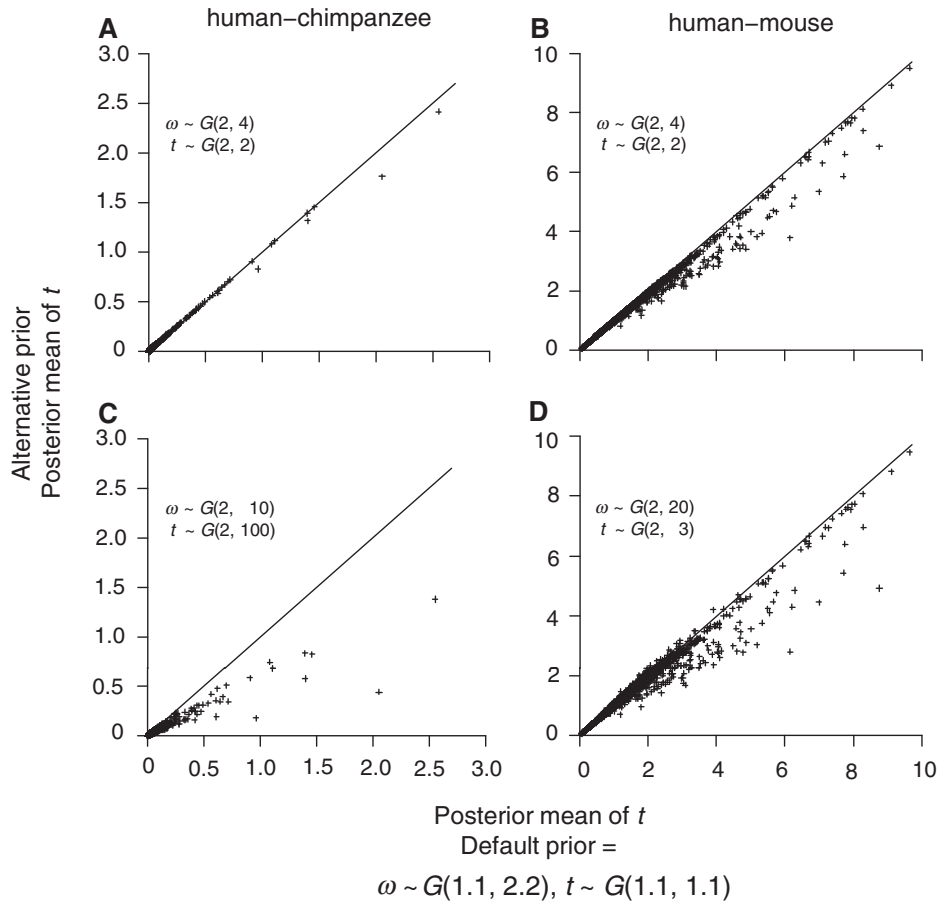 human–chimpanzee
human–mouse
A
3.0
2.5
2.0
1.5
1.0
0.5
0
ω ~ G(2, 4)
t ~ G(2, 2)
B
10
8
6
4
2
0
ω ~ G(2, 4)
t ~ G(2, 2)
Alternative prior
Posterior mean of t
C
3.0
2.5
2.0
1.5
1.0
0.5
0
ω ~ G(2, 10)
t ~ G(2, 100)
0 0.5 1.0 1.5 2.0 2.5 3.0
D
10
8
6
4
2
0
ω ~ G(2, 20)
t ~ G(2, 3)
0 2 4 6 8 10
Posterior mean of t
Default prior =
ω ~ G(1.1, 2.2), t ~ G(1.1, 1.1)